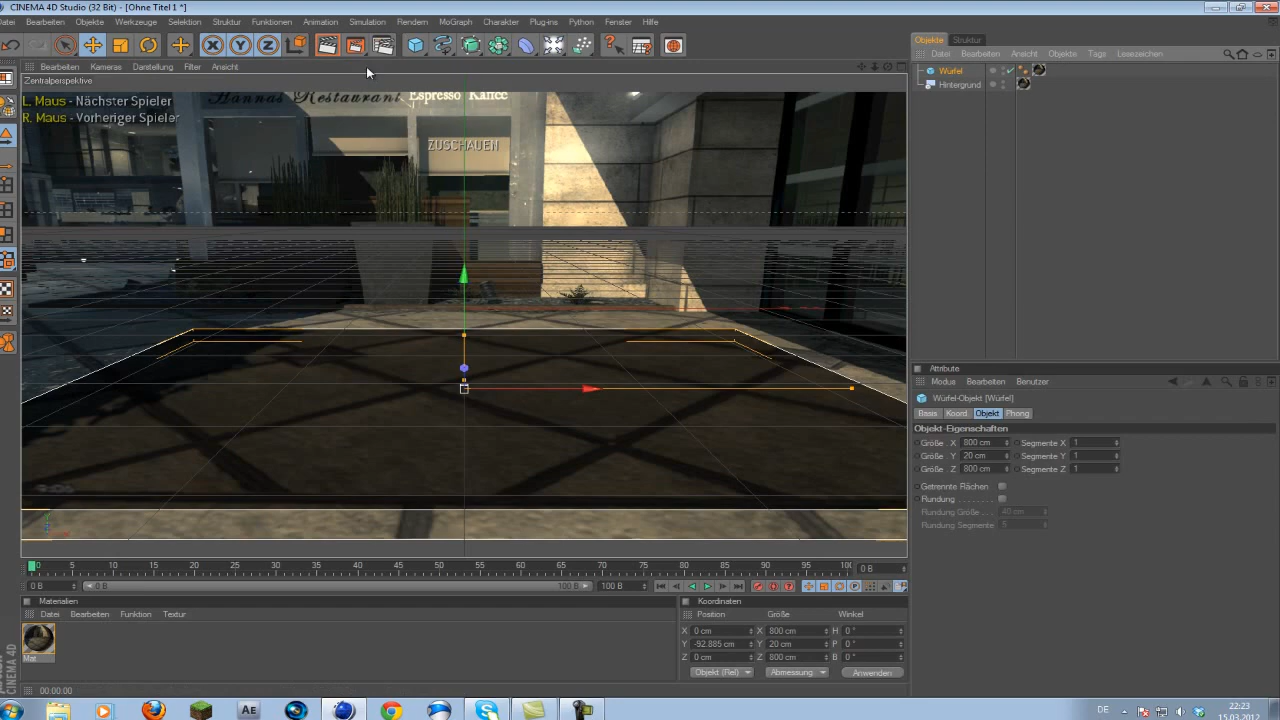 CINEMA 4D Studio (32 Bit) - [Ohne Titel 1 *]
Datei Bearbeiten Objekte Werkzeuge Selektion Struktur Funktionen Animation Simulation Rendern MoGraph Charakter Plug-ins Python Fenster Hilfe
Bearbeiten Kameras Darstellung Filter Ansicht
Zentralperspektive
L. Maus - Nächster Spieler
R. Maus - Vorheriger Spieler
Hannas Restaurant Espresso Kaffee
ZUSCHAUEN
0 5 10 15 20 25 30 35 40 45 50 55 60 65 70 75 80 85 90 95 100 0 B
0 B 0 B 100 B 100 B
Materialien
Datei Bearbeiten Funktion Textur
Mat
CINEMA 4D
Koordinaten
Position Größe Winkel
X 0 cm X 800 cm H 0 °
Y -92.885 cm Y 20 cm P 0 °
Z 0 cm Z 800 cm B 0 °
Objekt (Rel) Abmessung Anwenden
00:00:00
Objekte Struktur
Datei Bearbeiten Ansicht Objekte Tags Lesezeichen
Würfel
Hintergrund
Attribute
Modus Bearbeiten Benutzer
Würfel-Objekt [Würfel]
Basis Koord Objekt Phong
Objekt-Eigenschaften
Größe . X 800 cm Segmente X 1
Größe . Y 20 cm Segmente Y 1
Größe . Z 800 cm Segmente Z 1
Getrennte Flächen
Rundung . . . . . . .
Rundung Größe . . . 40 cm
Rundung Segmente 5
AE
DE
22:23
15.03.2012